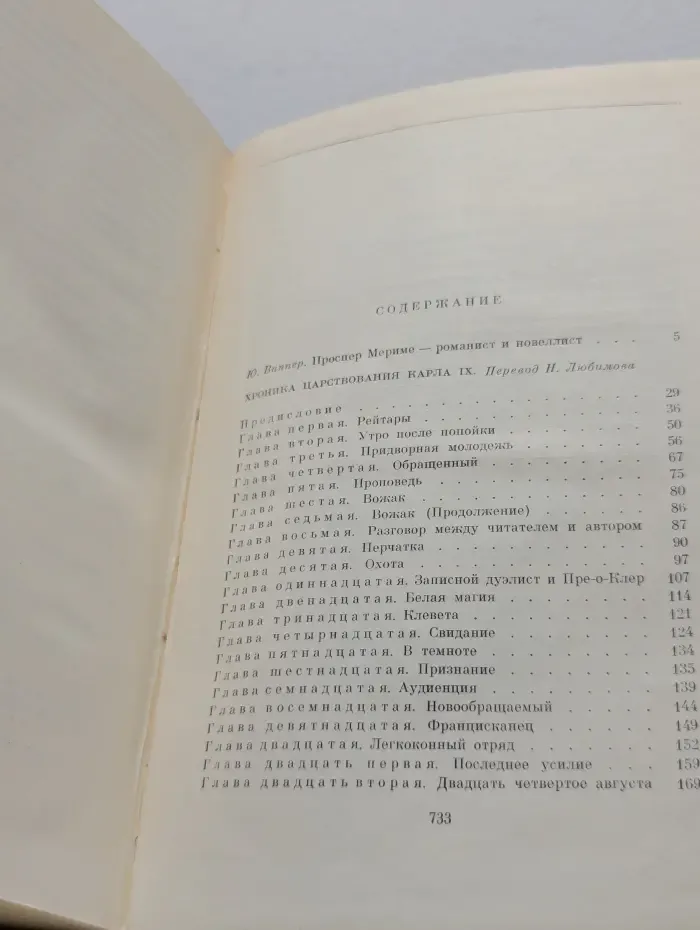 СОДЕРЖАНИЕ
Ю. Виппер. Проспер Мериме — романист и новеллист . . . 5
ХРОНИКА ЦАРСТВОВАНИЯ КАРЛА IX. Перевод Н. Любимова
Предисловие . . . . . . . . . . . . . . . . . 29
Глава первая. Рейтары . . . . . . . . . . . . . 36
Глава вторая. Утро после попойки . . . . . . . . 50
Глава третья. Придворная молодежь . . . . . . . 56
Глава четвертая. Обращенный . . . . . . . . . . 67
Глава пятая. Проповедь . . . . . . . . . . . . 75
Глава шестая. Вожак . . . . . . . . . . . . . 80
Глава седьмая. Вожак (Продолжение) . . . . . . 86
Глава восьмая. Разговор между читателем и автором 87
Глава девятая. Перчатка . . . . . . . . . . . 90
Глава десятая. Охота . . . . . . . . . . . . 97
Глава одиннадцатая. Записной дуэлист и Пре-о-Клер 107
Глава двенадцатая. Белая магия . . . . . . . . 114
Глава тринадцатая. Клевета . . . . . . . . . . 121
Глава четырнадцатая. Свидание . . . . . . . . 124
Глава пятнадцатая. В темноте . . . . . . . . . 134
Глава шестнадцатая. Признание . . . . . . . . 135
Глава семнадцатая. Аудиенция . . . . . . . . . 139
Глава восемнадцатая. Новообращаемый . . . . . 144
Глава девятнадцатая. Францисканец . . . . . . 149
Глава двадцатая. Легкоконный отряд . . . . . . . 152
Глава двадцать первая. Последнее усилие . . . 159
Глава двадцать вторая. Двадцать четвертое августа 169
733